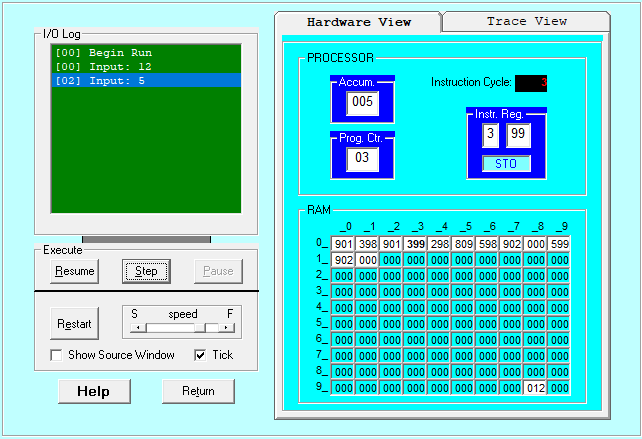 Hardware View
Trace View
I/O Log
[00] Begin Run
[00] Input: 12
[02] Input: 5
PROCESSOR
Accum.
005
Instruction Cycle: 3
Prog. Ctr.
03
Instr. Reg.
3 99
STO
Execute
Resume Step Pause
Restart
S speed F
Show Source Window Tick
Help Return
RAM
_0 _1 _2 _3 _4 _5 _6 _7 _8 _9
0_ 901 398 901 399 298 809 598 902 000 599
1_ 902 000 000 000 000 000 000 000 000 000
2_ 000 000 000 000 000 000 000 000 000 000
3_ 000 000 000 000 000 000 000 000 000 000
4_ 000 000 000 000 000 000 000 000 000 000
5_ 000 000 000 000 000 000 000 000 000 000
6_ 000 000 000 000 000 000 000 000 000 000
7_ 000 000 000 000 000 000 000 000 000 000
8_ 000 000 000 000 000 000 000 000 000 000
9_ 000 000 000 000 000 000 000 000 012 000